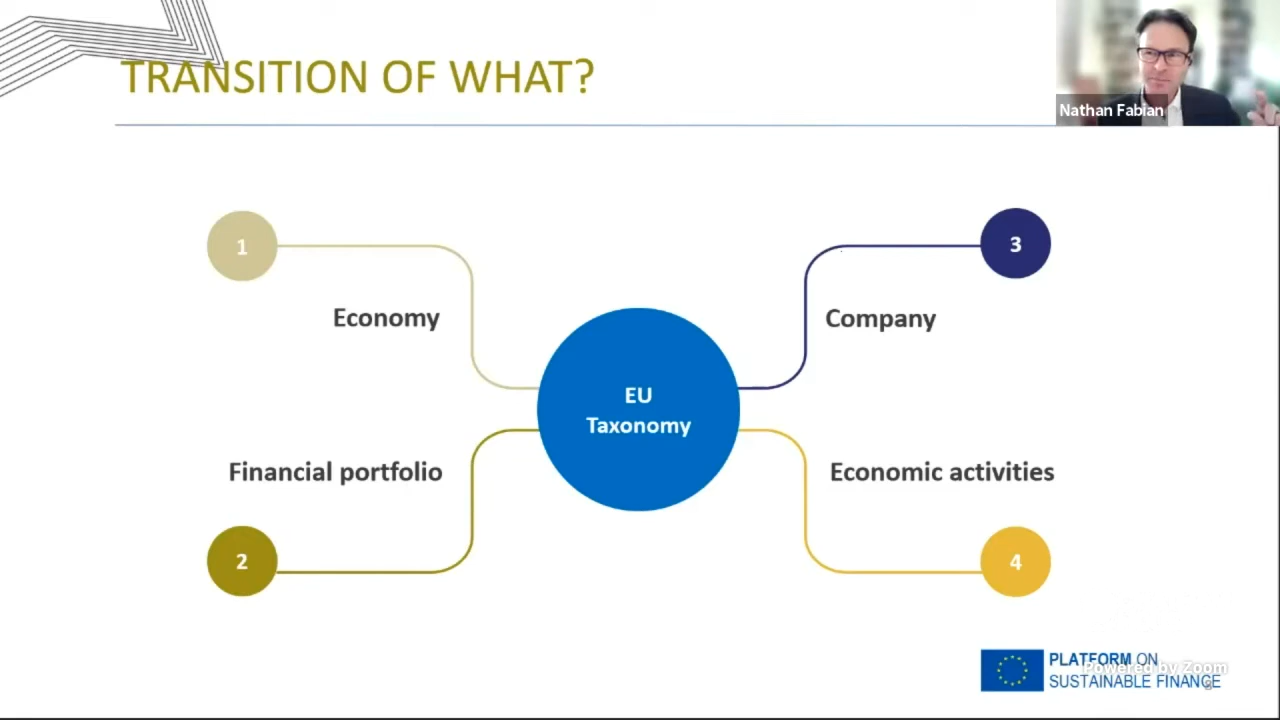 TRANSITION OF WHAT?
Nathan Fabian
1
Economy
3
Company
EU
Taxonomy
Financial portfolio
2
Economic activities
4
PLATFORM ON
SUSTAINABLE FINANCE
Powered by Zoom